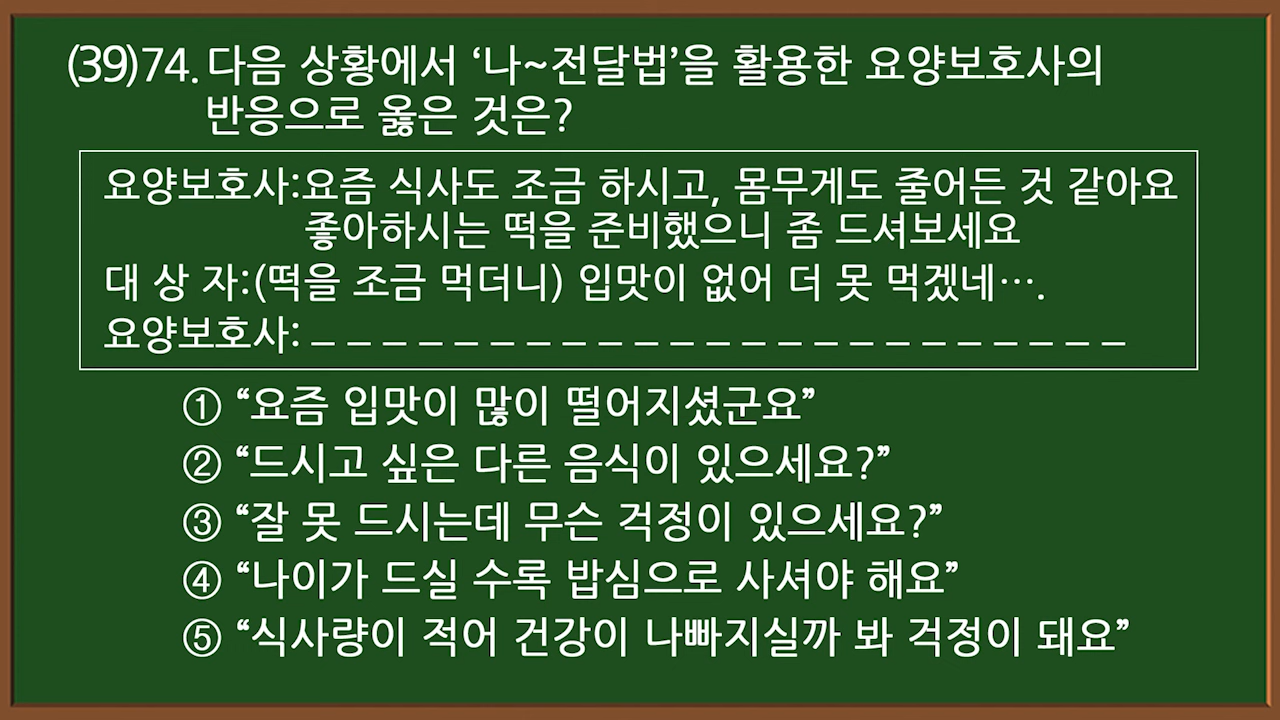 (39)74. 다음 상황에서 ‘나~전달법’을 활용한 요양보호사의
반응으로 옳은 것은?
요양보호사:요즘 식사도 조금 하시고, 몸무게도 줄어든 것 같아요
좋아하시는 떡을 준비했으니 좀 드셔보세요
대 상 자:(떡을 조금 먹더니) 입맛이 없어 더 못 먹겠네….
요양보호사: _ _ _ _ _ _ _ _ _ _ _ _ _ _ _ _ _ _ _ _ _ _ _
① “요즘 입맛이 많이 떨어지셨군요”
② “드시고 싶은 다른 음식이 있으세요?”
③ “잘 못 드시는데 무슨 걱정이 있으세요?”
④ “나이가 드실 수록 밥심으로 사셔야 해요”
⑤ “식사량이 적어 건강이 나빠지실까 봐 걱정이 돼요”